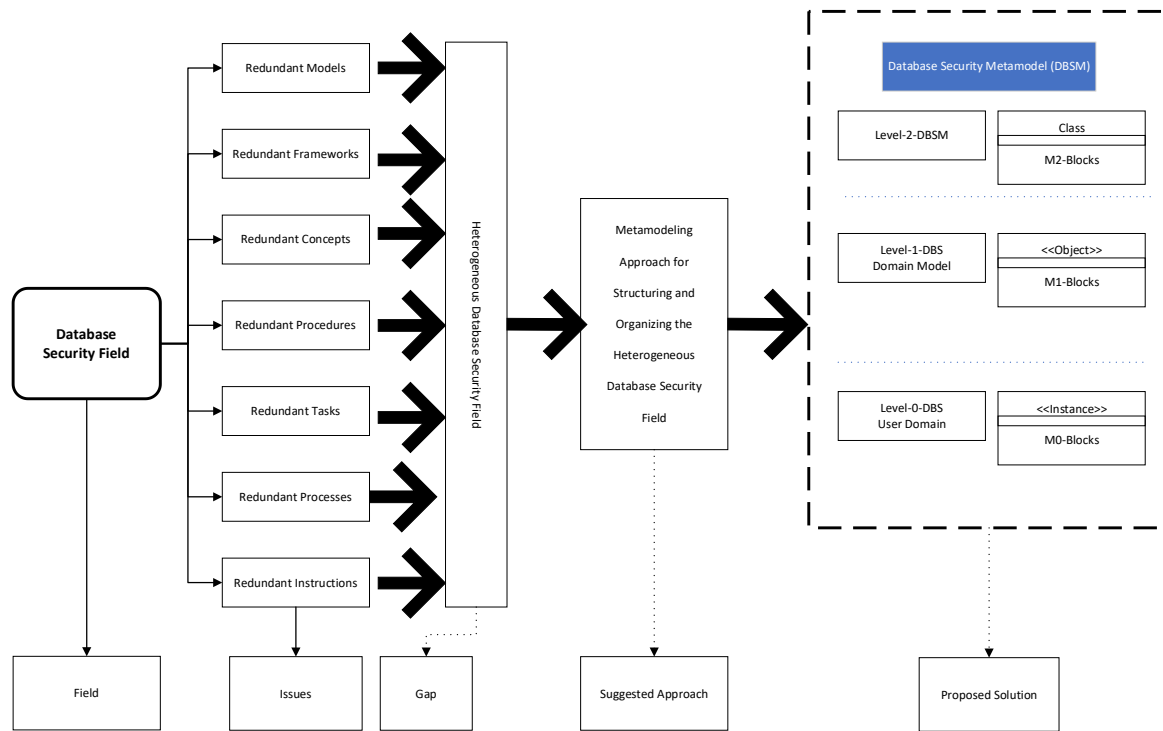 Database
Security Field
Redundant Models
Redundant Frameworks
Redundant Concepts
Redundant Procedures
Redundant Tasks
Redundant Processes
Redundant Instructions
Heterogeneous Database Security Field
Metamodeling
Approach for
Structuring and
Organizing the
Heterogeneous
Database Security
Field
Database Security Metamodel (DBSM)
Level-2-DBSM
Class
M2-Blocks
Level-1-DBS
Domain Model
<<Object>>
M1-Blocks
Level-0-DBS
User Domain
<<Instance>>
M0-Blocks
Field
Issues
Gap
Suggested Approach
Proposed Solution